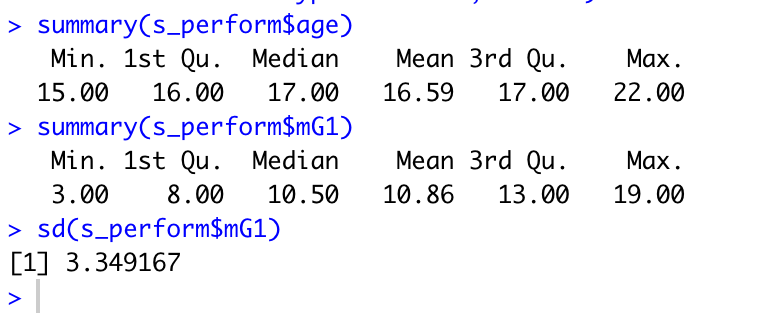 > summary(s_perform$age)
   Min. 1st Qu.  Median    Mean 3rd Qu.    Max.
  15.00   16.00   17.00   16.59   17.00   22.00
> summary(s_perform$mG1)
   Min. 1st Qu.  Median    Mean 3rd Qu.    Max.
   3.00    8.00   10.50   10.86   13.00   19.00
> sd(s_perform$mG1)
[1] 3.349167
>